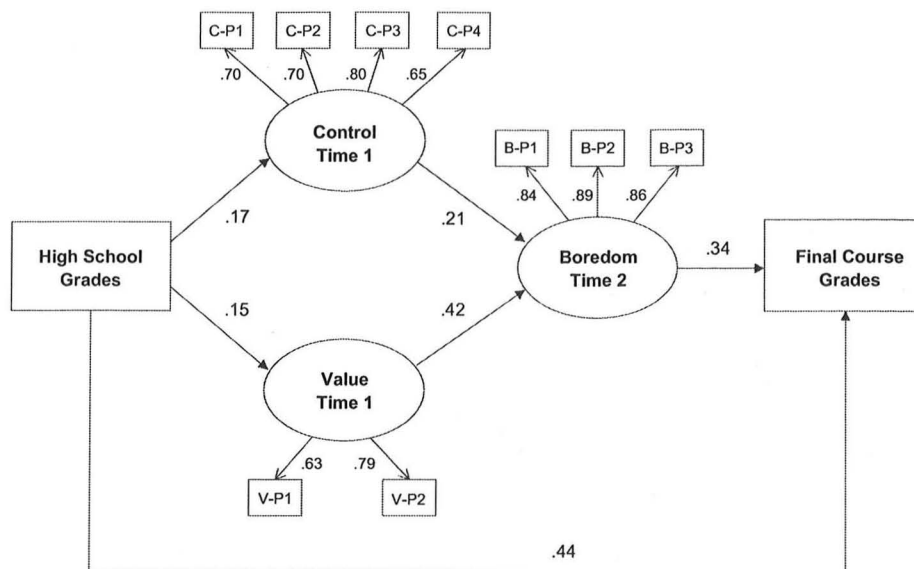 C-P1
C-P2
C-P3
C-P4
.70
.70
.80
.65
Control
Time 1
B-P1
B-P2
B-P3
.84
.89
.86
.17
.21
High School
Grades
Boredom
Time 2
.34
Final Course
Grades
.15
.42
Value
Time 1
.63
.79
V-P1
V-P2
.44